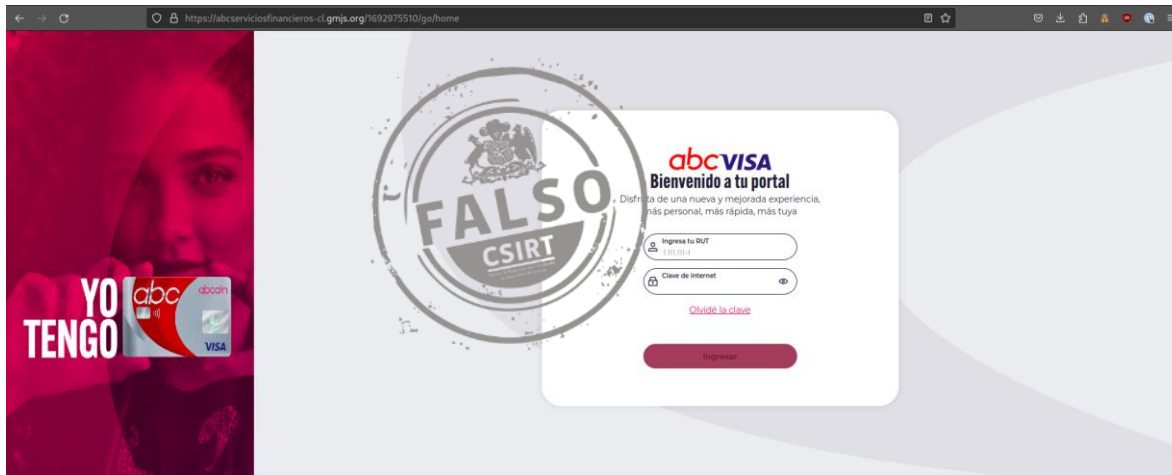 https://abcserviciosfinancieros-cl.gmjs.org/1692975510/go/home
FALSO
CSIRT
abcVISA
Bienvenido a tu portal
Disfruta de una nueva y mejorada experiencia,
más personal, más rápida, más tuya
Ingresa tu RUT
Clave de Internet
Olvidé la clave
Ingresar
YO
TENGO
abc
abcdin
VISA